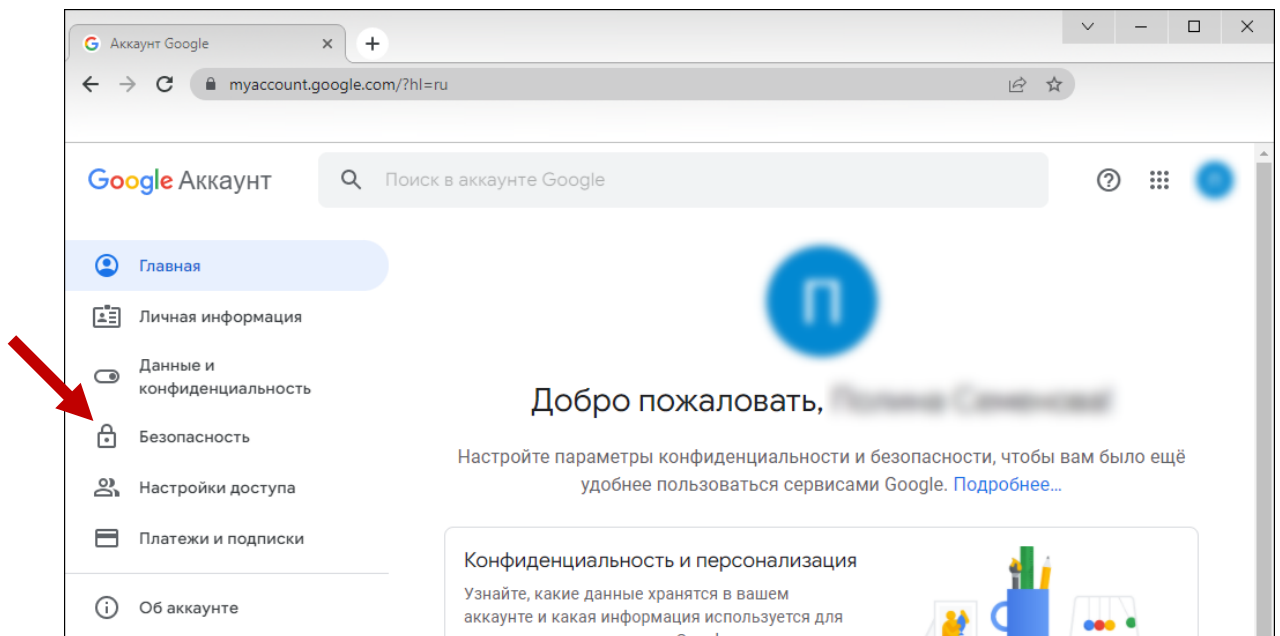 Аккаунт Google
myaccount.google.com/?hl=ru
Google Аккаунт
Поиск в аккаунте Google
Главная
Личная информация
Данные и
конфиденциальность
Безопасность
Настройки доступа
Платежи и подписки
Об аккаунте
П
Добро пожаловать,
Настройте параметры конфиденциальности и безопасности, чтобы вам было ещё
удобнее пользоваться сервисами Google. Подробнее...
Конфиденциальность и персонализация
Узнайте, какие данные хранятся в вашем
аккаунте и какая информация используется для